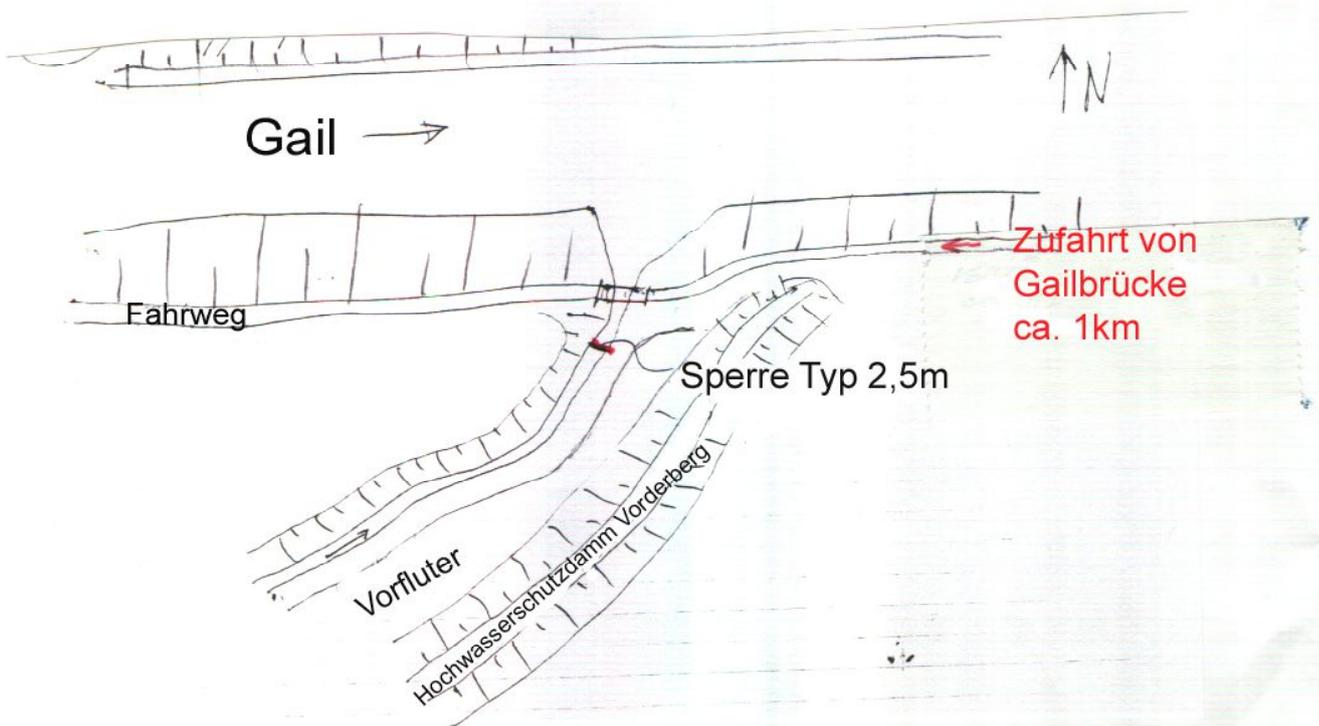 N
Gail
Zufahrt von
Gailbrücke
ca. 1km
Fahrweg
Sperre Typ 2,5m
Vorfluter
Hochwasserschutzdamm Vorderberg